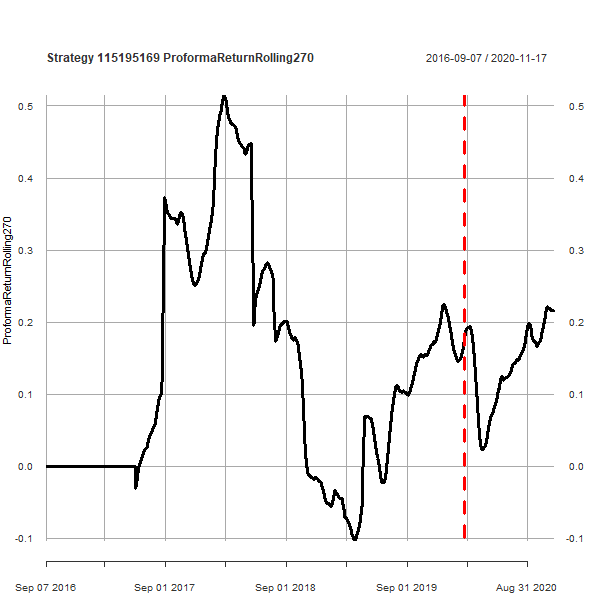 Strategy 115195169 ProformaReturnRolling270
2016-09-07 / 2020-11-17
ProformaReturnRolling270
0.5
0.4
0.3
0.2
0.1
0.0
-0.1
0.5
0.4
0.3
0.2
0.1
0.0
-0.1
Sep 07 2016
Sep 01 2017
Sep 01 2018
Sep 01 2019
Aug 31 2020